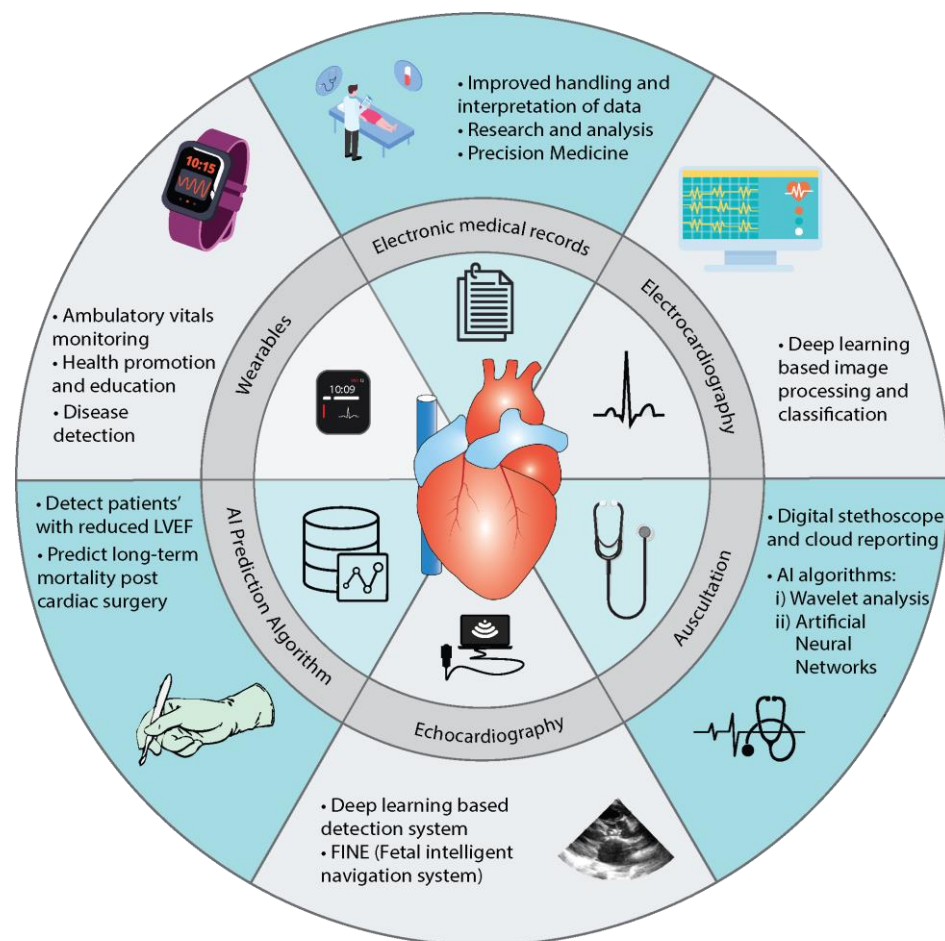 • Improved handling and
interpretation of data
• Research and analysis
• Precision Medicine
Electronic medical records
Electrocardiography
• Deep learning
based image
processing and
classification
Auscultation
• Digital stethoscope
and cloud reporting
• AI algorithms:
i) Wavelet analysis
ii) Artificial
Neural
Networks
Echocardiography
• Deep learning based
detection system
• FINE (Fetal intelligent
navigation system)
AI Prediction Algorithm
• Detect patients’
with reduced LVEF
• Predict long-term
mortality post
cardiac surgery
Wearables
10:15
• Ambulatory vitals
monitoring
• Health promotion
and education
• Disease
detection
10:09